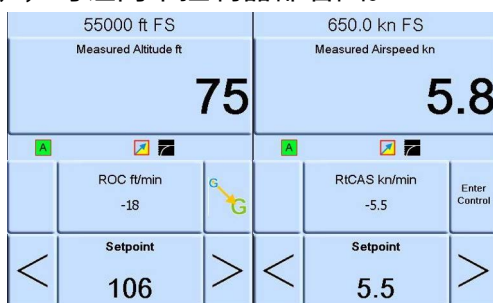 55000 ft FS
650.0 kn FS
Measured Altitude ft
Measured Airspeed kn
75
5.8
A
A
ROC ft/min
-18
G
G
RtCAS kn/min
-5.5
Enter
Control
<
Setpoint
106
>
<
Setpoint
5.5
>